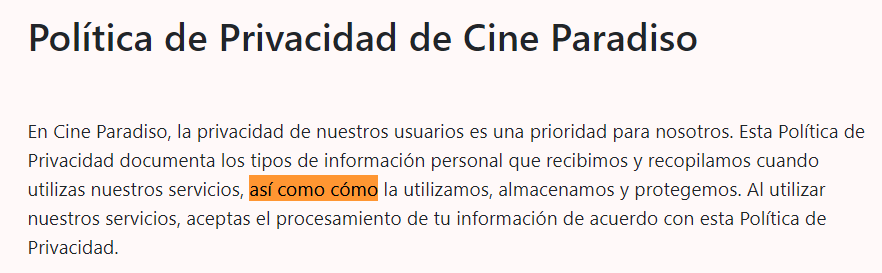 Política de Privacidad de Cine Paradiso
En Cine Paradiso, la privacidad de nuestros usuarios es una prioridad para nosotros. Esta Política de
Privacidad documenta los tipos de información personal que recibimos y recopilamos cuando
utilizas nuestros servicios, así como cómo la utilizamos, almacenamos y protegemos. Al utilizar
nuestros servicios, aceptas el procesamiento de tu información de acuerdo con esta Política de
Privacidad.